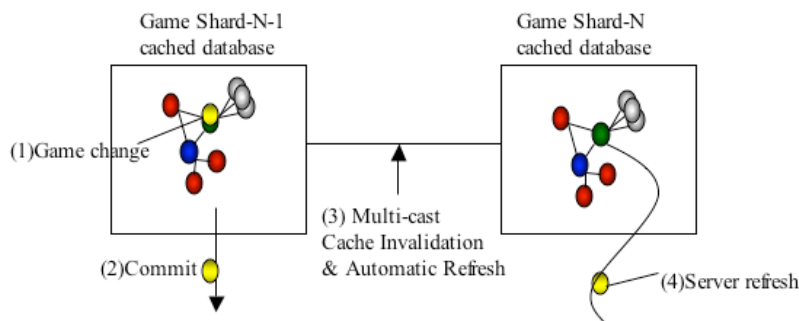 Game Shard-N-1
cached database
Game Shard-N
cached database
(1)Game change
(2)Commit
(3) Multi-cast
Cache Invalidation
& Automatic Refresh
(4)Server refresh